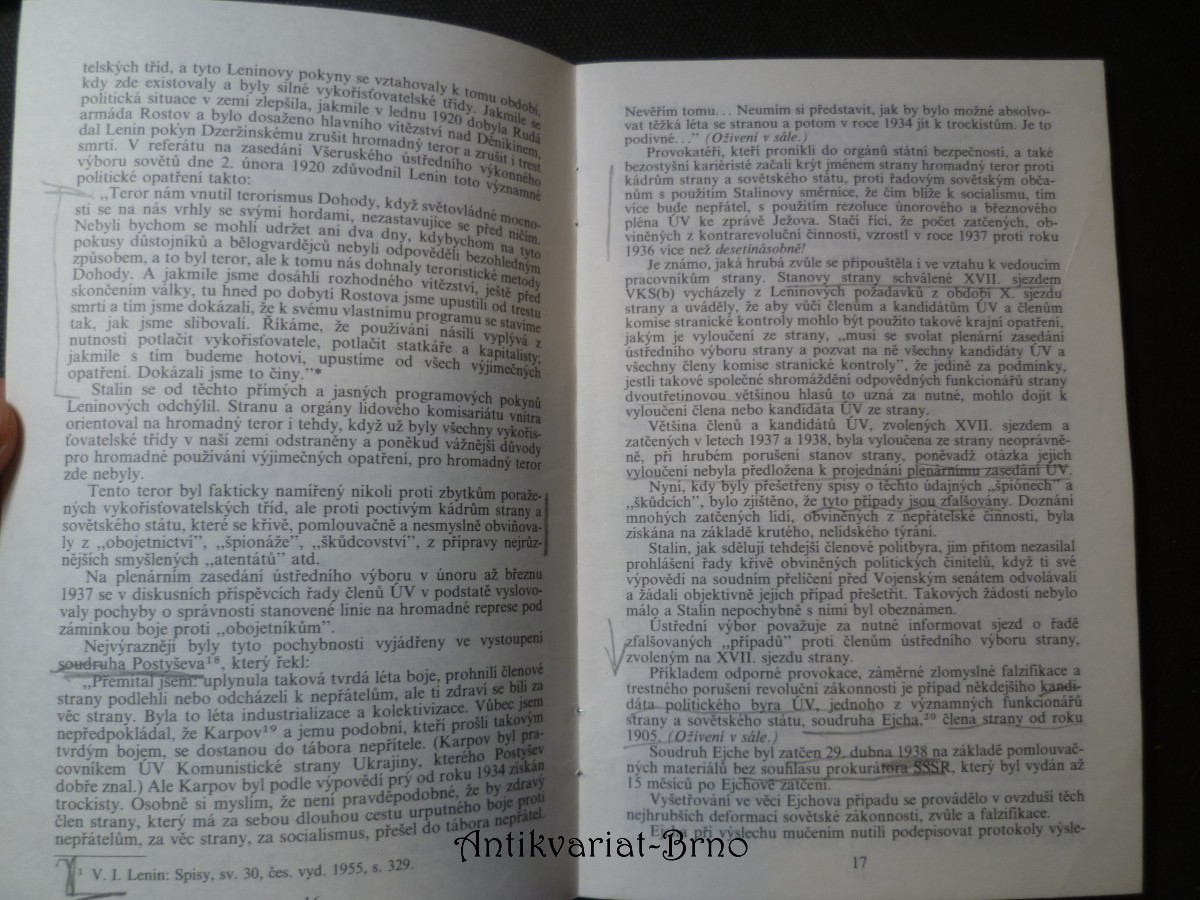 telských tříd, a tyto Leninovy pokyny se vztahovaly k tomu období,
kdy zde existovaly a byly silné vykořisťovatelské třídy. Jakmile se
politická situace v zemi zlepšila, jakmile v lednu 1920 dobyla Rudá
armáda Rostov a bylo dosaženo hlavního vítězství nad Děnikinem,
dal Lenin pokyn Dzeržinskému zrušit hromadný teror a zrušit i trest
smrti. V referátu na zasedání Všeruského ústředního výkonného
výboru sovětů dne 2. února 1920 zdůvodnil Lenin toto významné
politické opatření takto:
„Teror nám vnutil terorismus Dohody, když světovládné mocno-
sti se na nás vrhly se svými hordami, nezastavujíce se před ničím.
Nebyli bychom se mohli udržet ani dva dny, kdybychom na tyto
pokusy důstojníků a bělogvardějců nebyli odpověděli bezohledným
způsobem, a to byl teror, ale k tomu nás dohnaly teroristické metody
Dohody. A jakmile jsme dosáhli rozhodného vítězství, ještě před
skončením války, tu hned po dobytí Rostova jsme upustili od trestu
smrti a tím jsme dokázali, že k svému vlastnímu programu se stavíme
tak, jak jsme slibovali. Říkáme, že používání násilí vyplývá z
nutnosti potlačit vykořisťovatele, potlačit statkáře a kapitalisty;
jakmile s tím budeme hotovi, upustíme od všech výjimečných
opatření. Dokázali jsme to činy.”*
Stalin se od těchto přímých a jasných programových pokynů
Leninových odchýlil. Stranu a orgány lidového komisariátu vnitra
orientoval na hromadný teror i tehdy, když už byly všechny vykořis-
ťovatelské třídy v naší zemi odstraněny a poněkud vážnější důvody
pro hromadné používání výjimečných opatření, pro hromadný teror
zde nebyly.
Tento teror byl fakticky namířený nikoli proti zbytkům poraže-
ných vykořisťovatelských tříd, ale proti poctivým kádrům strany a
sovětského státu, které se křivě, pomlouvačně a nesmyslně obviňova-
ly z „obojetnictví”, „špionáže”, „škůdcovství”, z přípravy nejrůz-
nějších smyšlených „atentátů” atd.
Na plenárním zasedání ústředního výboru v únoru až březnu
1937 se v diskusních příspěvcích řady členů ÚV v podstatě vyslovo-
valy pochyby o správnosti stanovené linie na hromadné represe pod
záminkou boje proti „obojetníkům”.
Nejvýrazněji byly tyto pochybnosti vyjádřeny ve vystoupení
soudruha Postyševa¹⁸, který řekl:
„Přemítal jsem: uplynula taková tvrdá léta boje, prohnilí členové
strany podlehli nebo odcházeli k nepřátelům, ale ti zdraví se bili za
věc strany. Byla to léta industrializace a kolektivizace. Vůbec jsem
nepředpokládal, že Karpov¹⁹ a jemu podobní, kteří prošli takovým
tvrdým bojem, se dostanou do tábora nepřítele. (Karpov byl pra-
covníkem ÚV Komunistické strany Ukrajiny, kterého Postyšev
dobře znal.) Ale Karpov byl podle výpovědí prý od roku 1934 získán
trockisty. Osobně si myslím, že není pravděpodobné, že by zdravý
člen strany, který má za sebou dlouhou cestu urputného boje proti
nepřátelům, za věc strany, za socialismus, přešel do tábora nepřátel.
V. I. Lenin: Spisy, sv. 30, čes. vyd. 1955, s. 329.
Nevěřím tomu... Neumím si představit, jak by bylo možné absolvo-
vat těžká léta se stranou a potom v roce 1934 jít k trockistům. Je to
podivné...” (Oživení v sále.)
Provokatéři, kteří pronikli do orgánů státní bezpečnosti, a také
bezostyšní kariéristé začali krýt jménem strany hromadný teror proti
kádrům strany a sovětského státu, proti řadovým sovětským obča-
nům s použitím Stalinovy směrnice, že čím blíže k socialismu, tím
více bude nepřátel, s použitím rezoluce únorového a březnového
pléna ÚV ke zprávě Ježova. Stačí říci, že počet zatčených, ob-
viněných z kontrarevoluční činnosti, vzrostl v roce 1937 proti roku
1936 více než desetinásobně!
Je známo, jaká hrubá zvůle se připouštěla i ve vztahu k vedoucím
pracovníkům strany. Stanovy strany schválené XVII. sjezdem
VKS(b) vycházely z Leninových požadavků z období X. sjezdu
strany a uváděly, že aby vůči členům a kandidátům ÚV a členům
komise stranické kontroly mohlo být použito takové krajní opatření,
jakým je vyloučení ze strany, „musí se svolat plenární zasedání
ústředního výboru strany a pozvat na ně všechny kandidáty ÚV a
všechny členy komise stranické kontroly”, že jedině za podmínky,
jestli takové společné shromáždění odpovědných funkcionářů strany
dvoutřetinovou většinou hlasů to uzná za nutné, mohlo dojít k
vyloučení člena nebo kandidáta ÚV ze strany.
Většina členů a kandidátů ÚV, zvolených XVII. sjezdem a
zatčených v letech 1937 a 1938, byla vyloučena ze strany neoprávně-
ně, při hrubém porušení stanov strany, poněvadž otázka jejich
vyloučení nebyla předložena k projednání plenárnímu zasedání ÚV.
Nyní, kdy byly přešetřeny spisy o těchto údajných „špiónech” a
„škůdcích”, bylo zjištěno, že tyto případy jsou zfalšovány. Doznání
mnohých zatčených lidí, obviněných z nepřátelské činnosti, byla
získána na základě krutého, nelidského týrání.
Stalin, jak sdělují tehdejší členové politbyra, jim přitom nezasílal
prohlášení řady křivě obviněných politických činitelů, když ti své
výpovědi na soudním přelíčení před Vojenským senátem odvolávali
a žádali objektivně jejich případ přešetřit. Takových žádostí nebylo
málo a Stalin nepochybně s nimi byl obeznámen.
Ústřední výbor považuje za nutné informovat sjezd o řadě
zfalšovaných „případů” proti členům ústředního výboru strany,
zvoleným na XVII. sjezdu strany.
Příkladem odporné provokace, záměrné zlomyslné falzifikace a
trestného porušení revoluční zákonnosti je případ někdejšího kandi-
dáta politického byra ÚV, jednoho z významných funkcionářů
strany a sovětského státu, soudruha Ejcha,²⁰ člena strany od roku
1905. (Oživení v sále.)
Soudruh Ejche byl zatčen 29. dubna 1938 na základě pomlouvač-
ných materiálů bez souhlasu prokurátora SSSR, který byl vydán až
15 měsíců po Ejchově zatčení.
Vyšetřování ve věci Ejchova případu se provádělo v ovzduší těch
nejhrubších deformací sovětské zákonnosti, zvůle a falzifikace.
Ejcha při výslechu mučením nutili podepisovat protokoly výsle-
17
Antikvariat-Brno